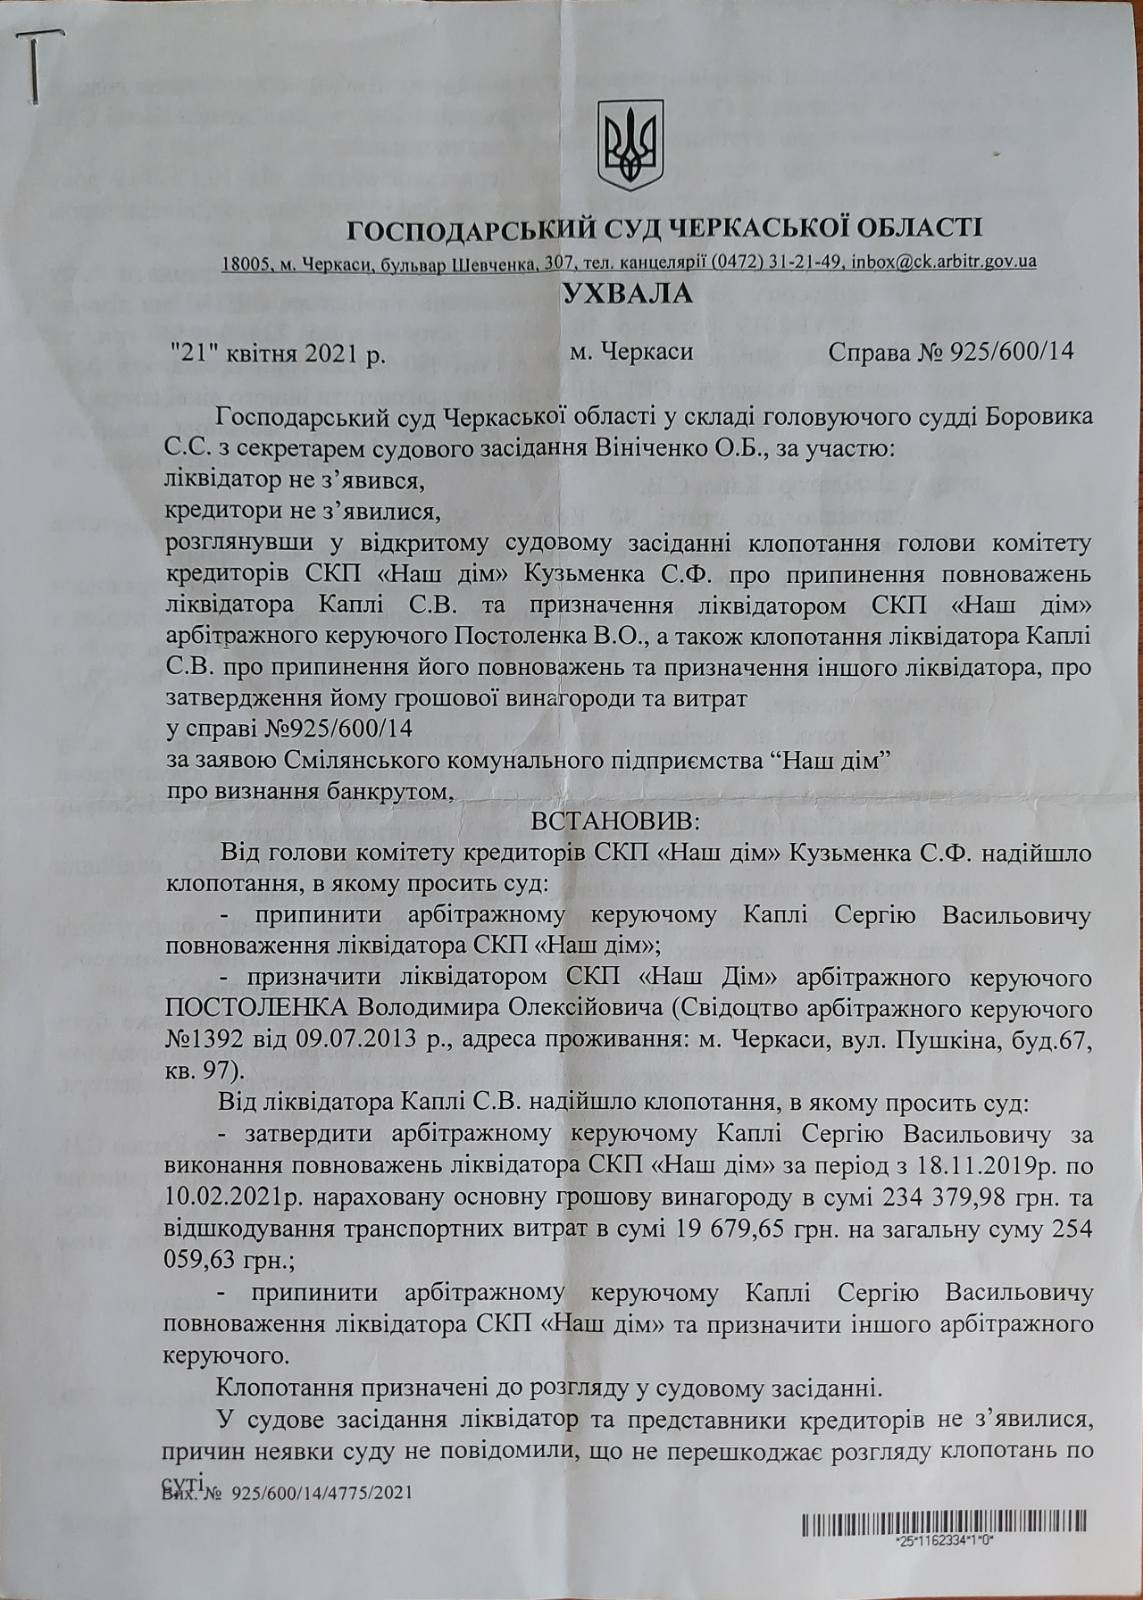 ГОСПОДАРСЬКИЙ СУД ЧЕРКАСЬКОЇ ОБЛАСТІ
18005, м. Черкаси, бульвар Шевченка, 307, тел. канцелярії (0472) 31-21-49, inbox@ck.arbitr.gov.ua
УХВАЛА
"21" квітня 2021 р. м. Черкаси Справа № 925/600/14
Господарський суд Черкаської області у складі головуючого судді Боровика
С.С. з секретарем судового засідання Вініченко О.Б., за участю:
ліквідатор не з’явився,
кредитори не з’явилися,
розглянувши у відкритому судовому засіданні клопотання голови комітету
кредиторів СКП «Наш дім» Кузьменка С.Ф. про припинення повноважень
ліквідатора Каплі С.В. та призначення ліквідатором СКП «Наш дім»
арбітражного керуючого Постоленка В.О., а також клопотання ліквідатора Каплі
С.В. про припинення його повноважень та призначення іншого ліквідатора, про
затвердження йому грошової винагороди та витрат
у справі №925/600/14
за заявою Смілянського комунального підприємства “Наш дім”
про визнання банкрутом,
ВСТАНОВИВ:
Від голови комітету кредиторів СКП «Наш дім» Кузьменка С.Ф. надійшло
клопотання, в якому просить суд:
- припинити арбітражному керуючому Каплі Сергію Васильовичу
повноваження ліквідатора СКП «Наш дім»;
- призначити ліквідатором СКП «Наш Дім» арбітражного керуючого
ПОСТОЛЕНКА Володимира Олексійовича (Свідоцтво арбітражного керуючого
№1392 від 09.07.2013 р., адреса проживання: м. Черкаси, вул. Пушкіна, буд.67,
кв. 97).
Від ліквідатора Каплі С.В. надійшло клопотання, в якому просить суд:
- затвердити арбітражному керуючому Каплі Сергію Васильовичу за
виконання повноважень ліквідатора СКП «Наш дім» за період з 18.11.2019р. по
10.02.2021р. нараховану основну грошову винагороду в сумі 234 379,98 грн. та
відшкодування транспортних витрат в сумі 19 679,65 грн. на загальну суму 254
059,63 грн.;
- припинити арбітражному керуючому Каплі Сергію Васильовичу
повноваження ліквідатора СКП «Наш дім» та призначити іншого арбітражного
керуючого.
Клопотання призначені до розгляду у судовому засіданні.
У судове засідання ліквідатор та представники кредиторів не з’явилися,
причин неявки суду не повідомили, що не перешкоджає розгляду клопотань по
суті.
Вих. № 925/600/14/4775/2021
*25*1162334*1*0*